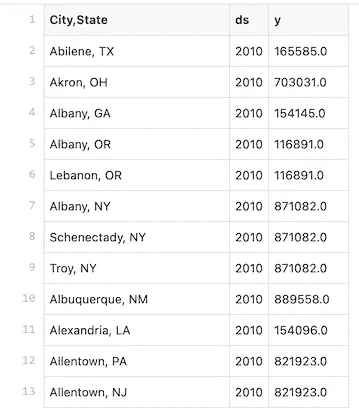 1 City,State ds y
2 Abilene, TX 2010 165585.0
3 Akron, OH 2010 703031.0
4 Albany, GA 2010 154145.0
5 Albany, OR 2010 116891.0
6 Lebanon, OR 2010 116891.0
7 Albany, NY 2010 871082.0
8 Schenectady, NY 2010 871082.0
9 Troy, NY 2010 871082.0
10 Albuquerque, NM 2010 889558.0
11 Alexandria, LA 2010 154096.0
12 Allentown, PA 2010 821923.0
13 Allentown, NJ 2010 821923.0